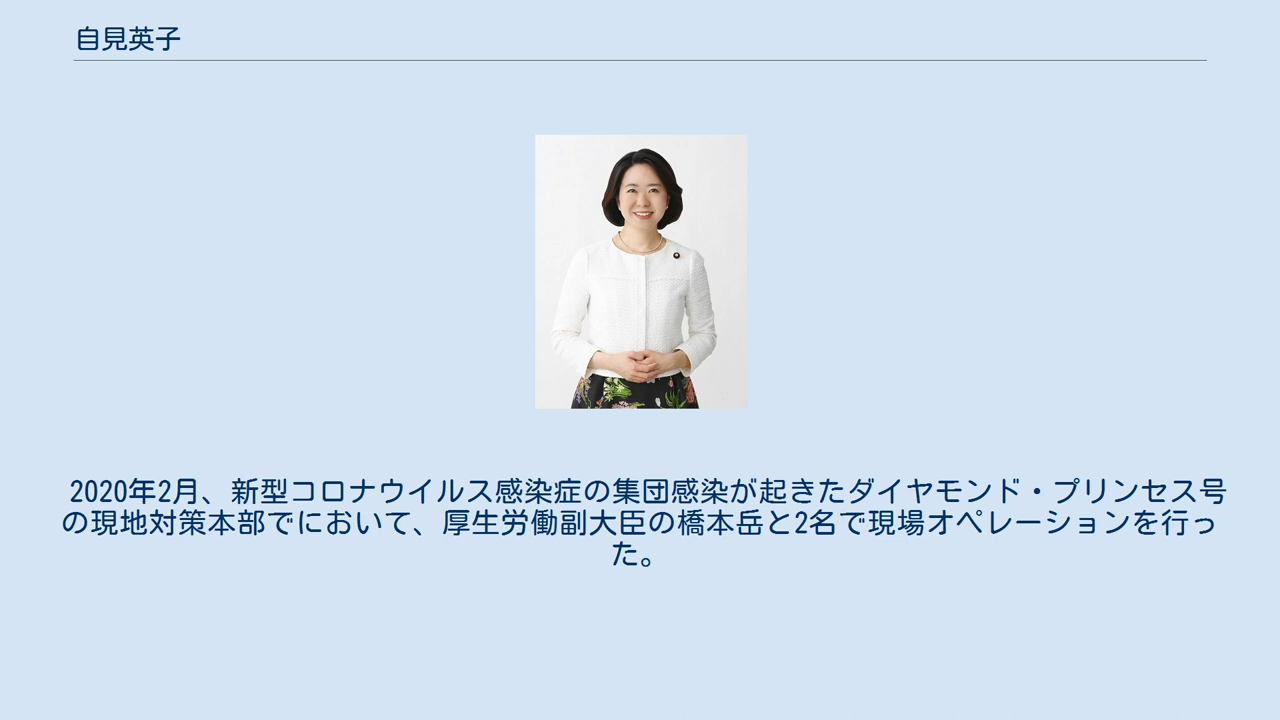 自見英子
2020年2月、新型コロナウイルス感染症の集団感染が起きたダイヤモンド・プリンセス号
の現地対策本部でにおいて、厚生労働副大臣の橋本岳と2名で現場オペレーションを行っ
た。